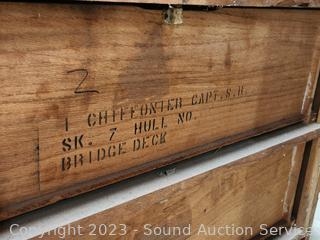 2
1 CHIFFONIER CAPT. S.R.
SK. 7 HULL NO.
BRIDGE DECK
Copyright 2023 - Sound Auction Service